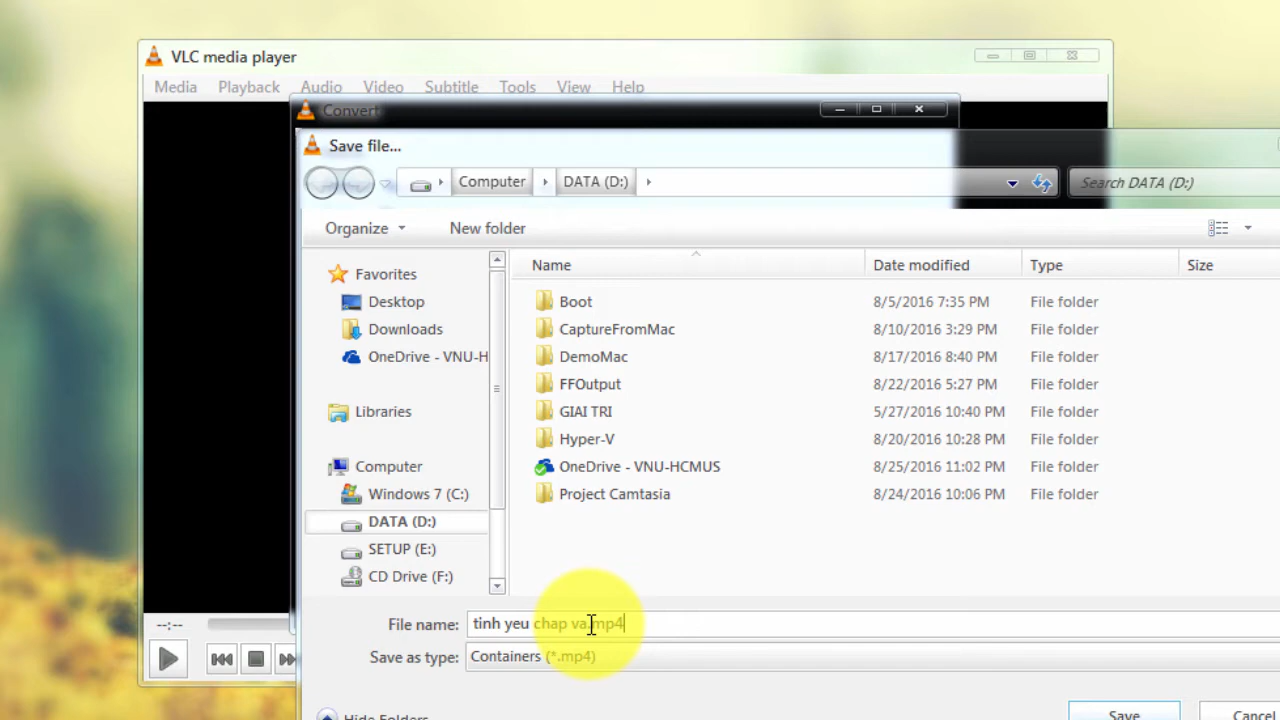 VLC media player
Media Playback Audio Video Subtitle Tools View Help
Convert
Save file...
Computer DATA (D:) Search DATA (D:)
Organize New folder
Name Date modified Type Size
Favorites
Desktop
Downloads
OneDrive - VNU-H
Libraries
Computer
Windows 7 (C:)
DATA (D:)
SETUP (E:)
CD Drive (F:)
Boot 8/5/2016 7:35 PM File folder
CaptureFromMac 8/10/2016 3:29 PM File folder
DemoMac 8/17/2016 8:40 PM File folder
FFOutput 8/22/2016 5:27 PM File folder
GIAI TRI 5/27/2016 10:40 PM File folder
Hyper-V 8/20/2016 10:28 PM File folder
OneDrive - VNU-HCMUS 8/25/2016 11:02 PM File folder
Project Camtasia 8/24/2016 10:06 PM File folder
--:--
File name: tinh yeu chap va.mp4
Save as type: Containers (*.mp4)
Hide Folders Save Cancel